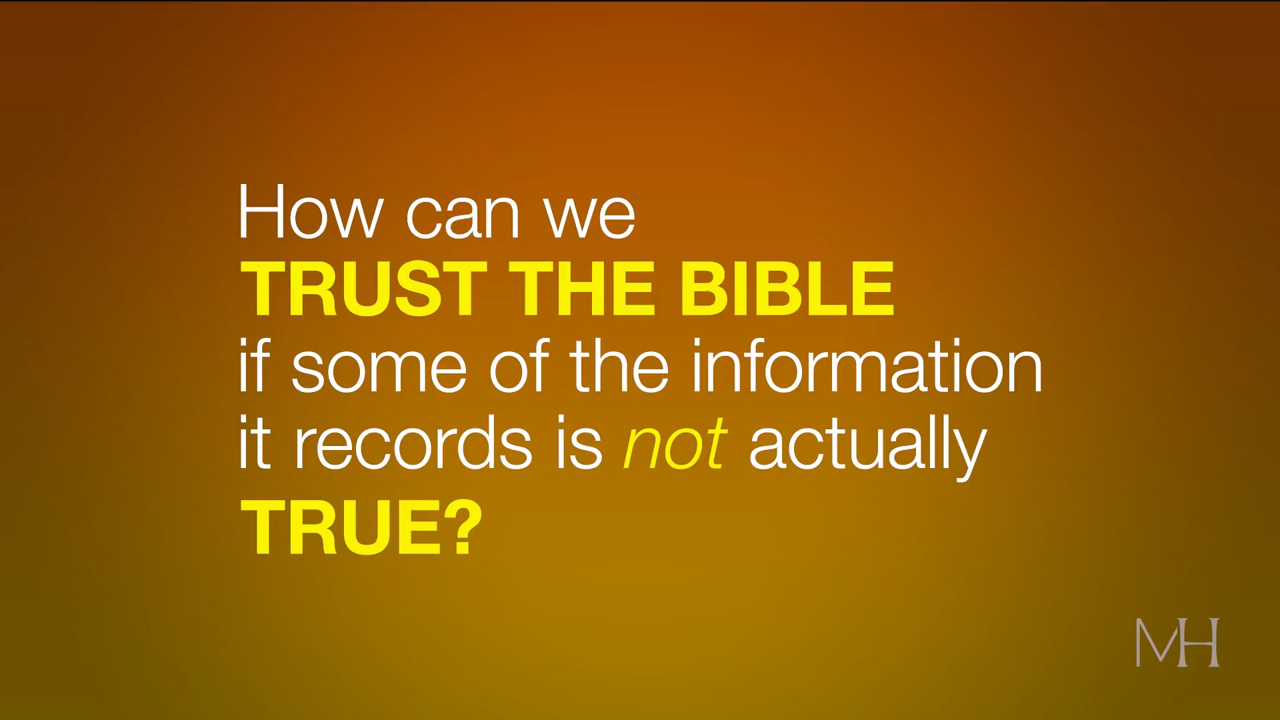 How can we
TRUST THE BIBLE
if some of the information
it records is not actually
TRUE?
MH